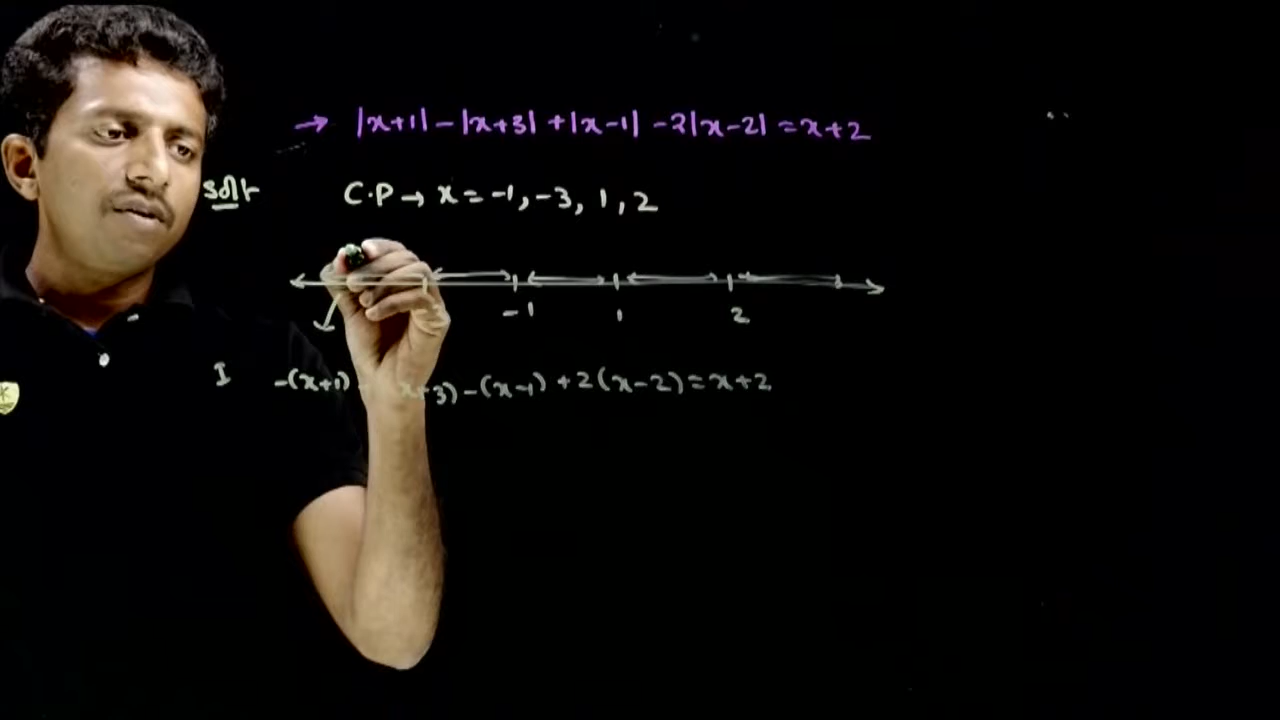 → |x+1| - |x+3| + |x-1| - 2|x-2| = x+2
Solt C.P → x = -1, -3, 1, 2
-1 1 2
I -(x+1) x+3) - (x-1) + 2(x-2) = x+2